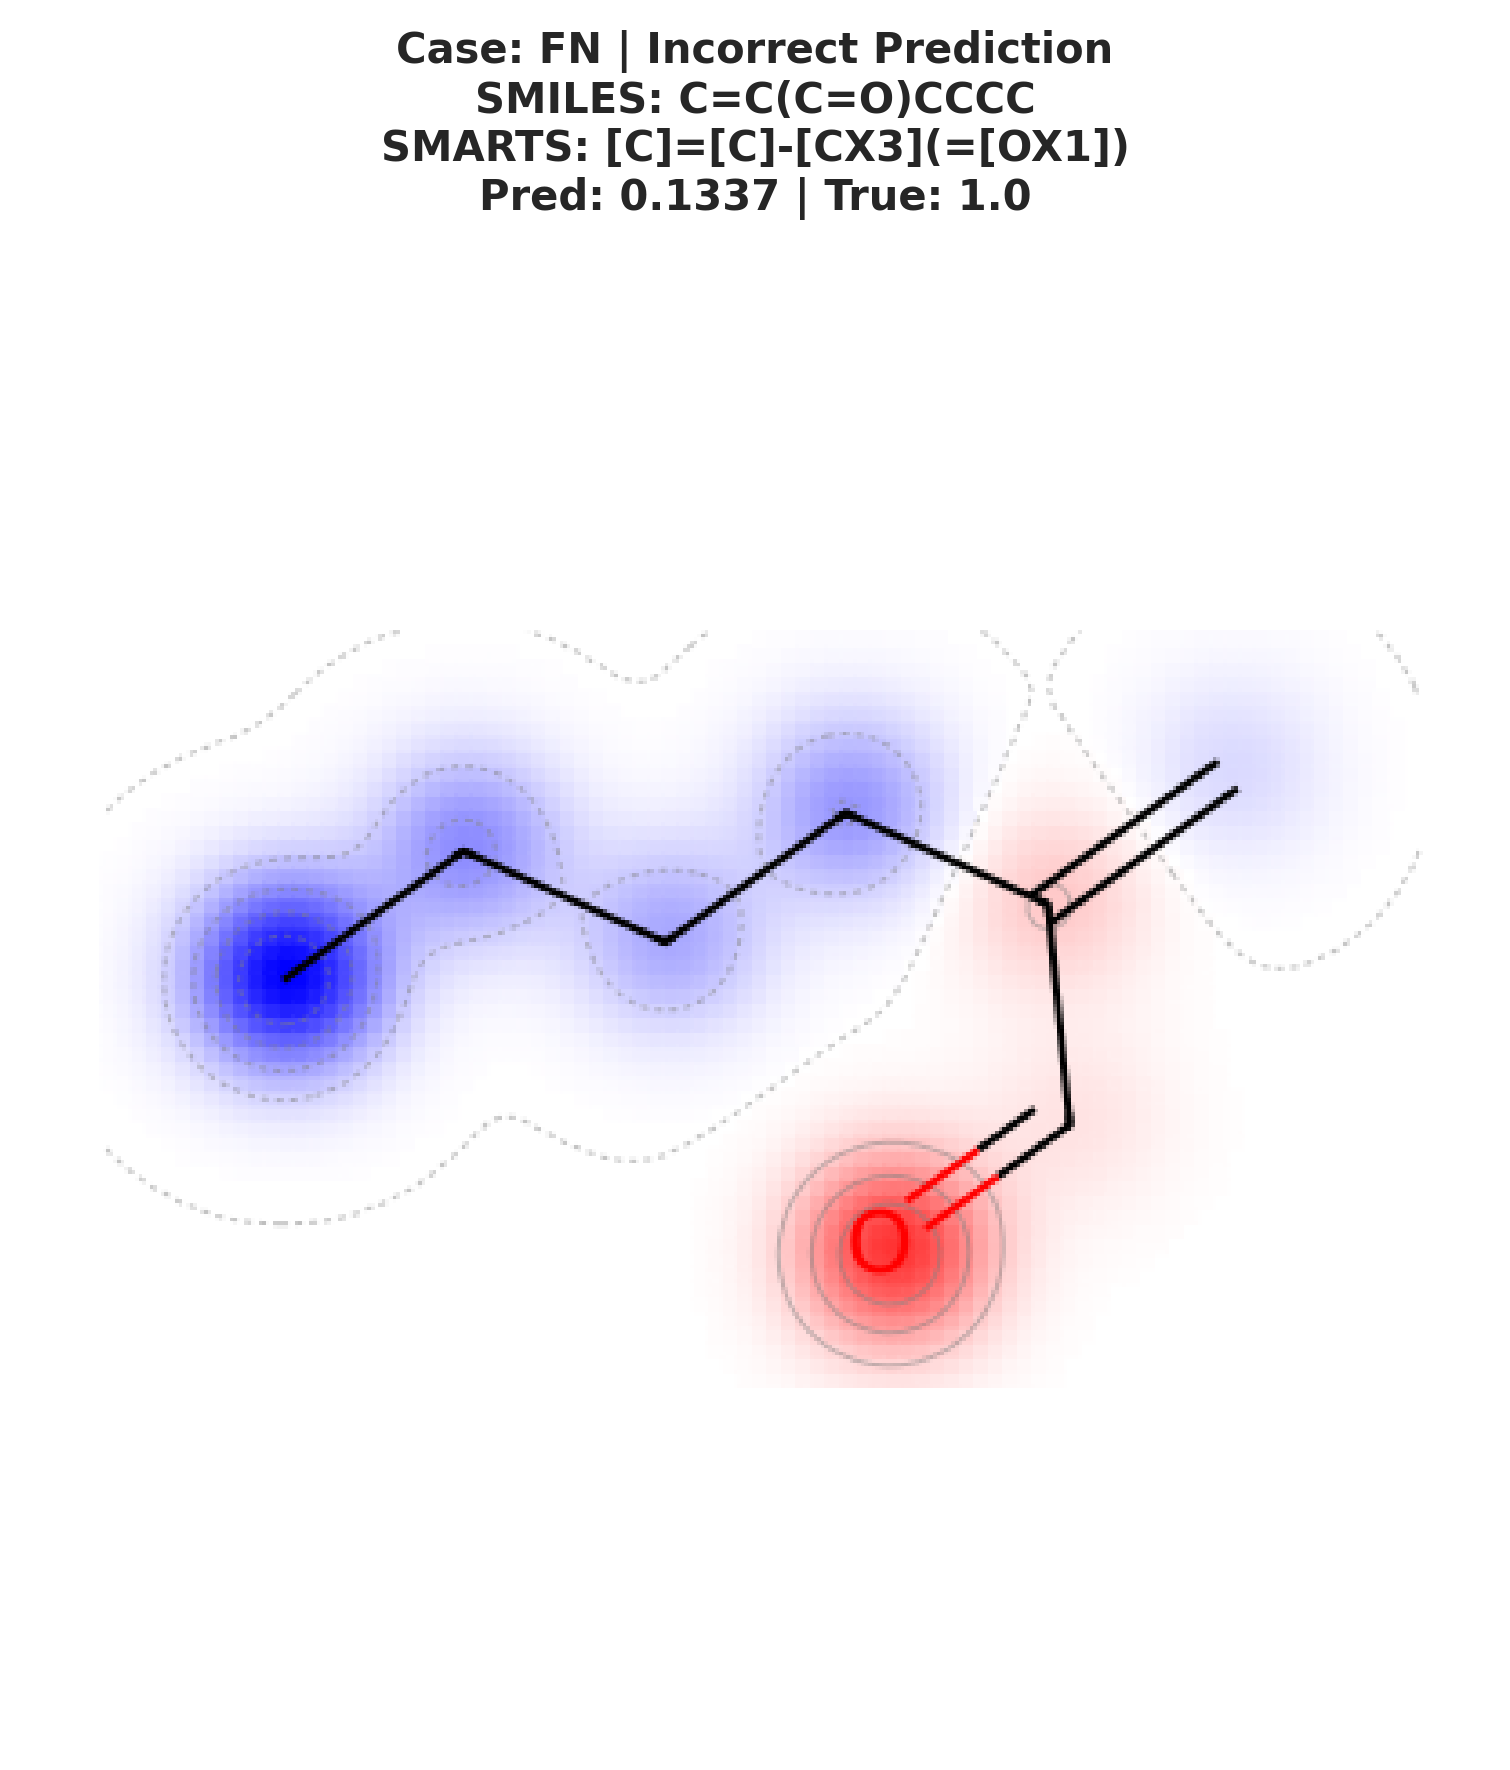 Case: FN | Incorrect Prediction
SMILES: C=C(C=O)CCCC
SMARTS: [C]=[C]-[CX3](=[OX1])
Pred: 0.1337 | True: 1.0
O